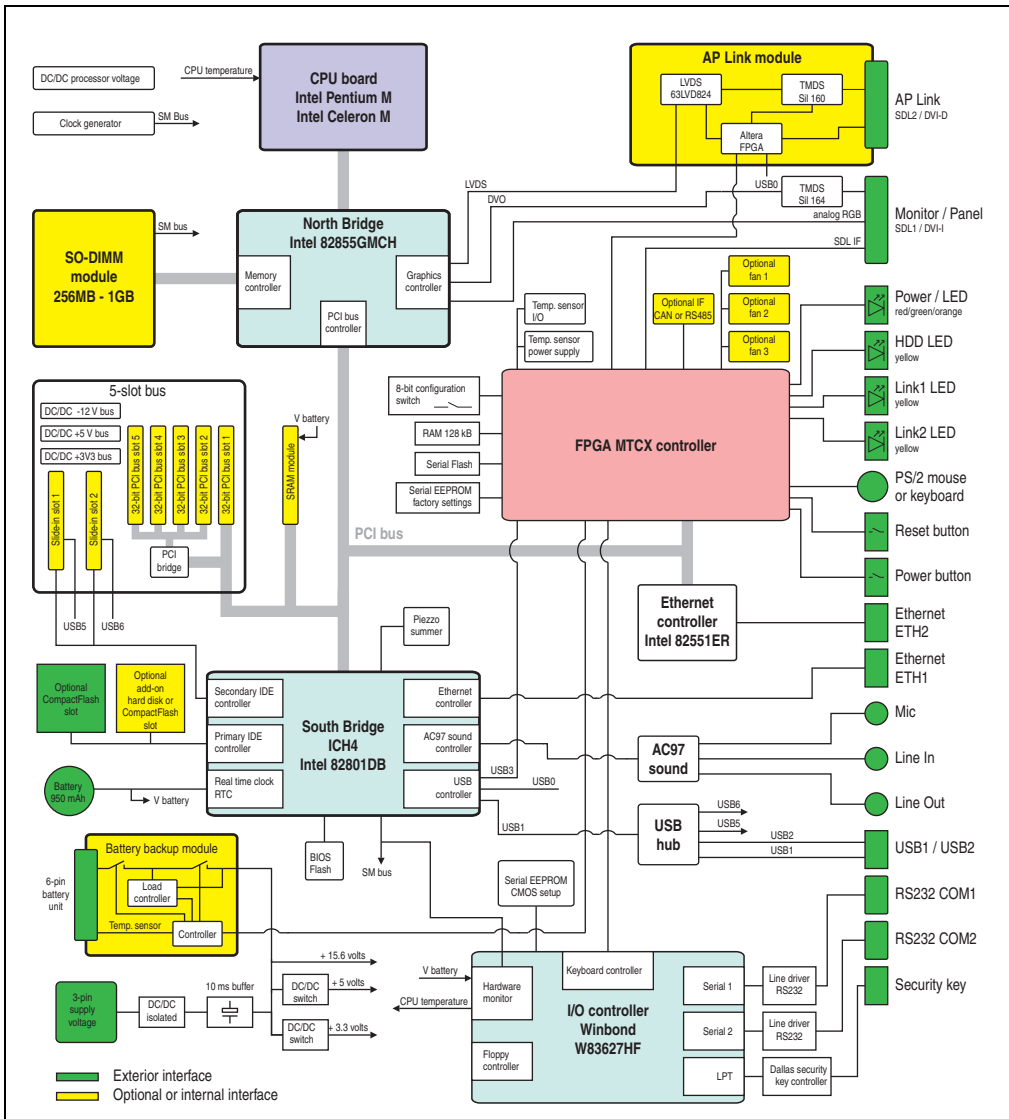 DC/DC processor voltage
CPU temperature
Clock generator
SM Bus
CPU board
Intel Pentium M
Intel Celeron M
AP Link module
LVDS
63LVD824
TMDS
Sil 160
Altera
FPGA
AP Link
SDL2 / DVI-D
LVDS
DVO
USB0
TMDS
Sil 164
analog RGB
SDL IF
Monitor / Panel
SDL1 / DVI-I
SO-DIMM
module
256MB - 1GB
SM bus
North Bridge
Intel 82855GMCH
Memory
controller
Graphics
controller
PCI bus
controller
Temp. sensor
I/O
Temp. sensor
power supply
Optional IF
CAN or RS485
Optional
fan 1
Optional
fan 2
Optional
fan 3
Power / LED
red/green/orange
HDD LED
yellow
Link1 LED
yellow
Link2 LED
yellow
5-slot bus
DC/DC -12 V bus
DC/DC +5 V bus
DC/DC +3V3 bus
Slide-in slot 1
Slide-in slot 2
32-bit PCI bus slot 5
32-bit PCI bus slot 4
32-bit PCI bus slot 3
32-bit PCI bus slot 2
32-bit PCI bus slot 1
PCI
bridge
USB5
USB6
V battery
SRAM module
8-bit configuration
switch
RAM 128 kB
Serial Flash
Serial EEPROM
factory settings
FPGA MTCX controller
PCI bus
PS/2 mouse
or keyboard
Reset button
Power button
Ethernet
controller
Intel 82551ER
Ethernet
ETH2
Ethernet
ETH1
Piezzo
summer
Optional
CompactFlash
slot
Optional
add-on
hard disk or
CompactFlash
slot
Battery
950 mAh
V battery
Secondary IDE
controller
Primary IDE
controller
Real time clock
RTC
South Bridge
ICH4
Intel 82801DB
Ethernet
controller
AC97 sound
controller
USB
controller
USB3
USB0
USB1
AC97
sound
Mic
Line In
Line Out
USB
hub
USB6
USB5
USB2
USB1
USB1 / USB2
BIOS
Flash
SM bus
Battery backup module
6-pin
battery
unit
Load
controller
Temp. sensor
Controller
Serial EEPROM
CMOS setup
+ 15.6 volts
+ 5 volts
+ 3.3 volts
DC/DC
switch
DC/DC
switch
3-pin
supply
voltage
DC/DC
isolated
10 ms buffer
V battery
CPU temperature
Hardware
monitor
Keyboard controller
Floppy
controller
I/O controller
Winbond
W83627HF
Serial 1
Serial 2
LPT
Line driver
RS232
Line driver
RS232
Dallas security
key controller
RS232 COM1
RS232 COM2
Security key
Exterior interface
Optional or internal interface